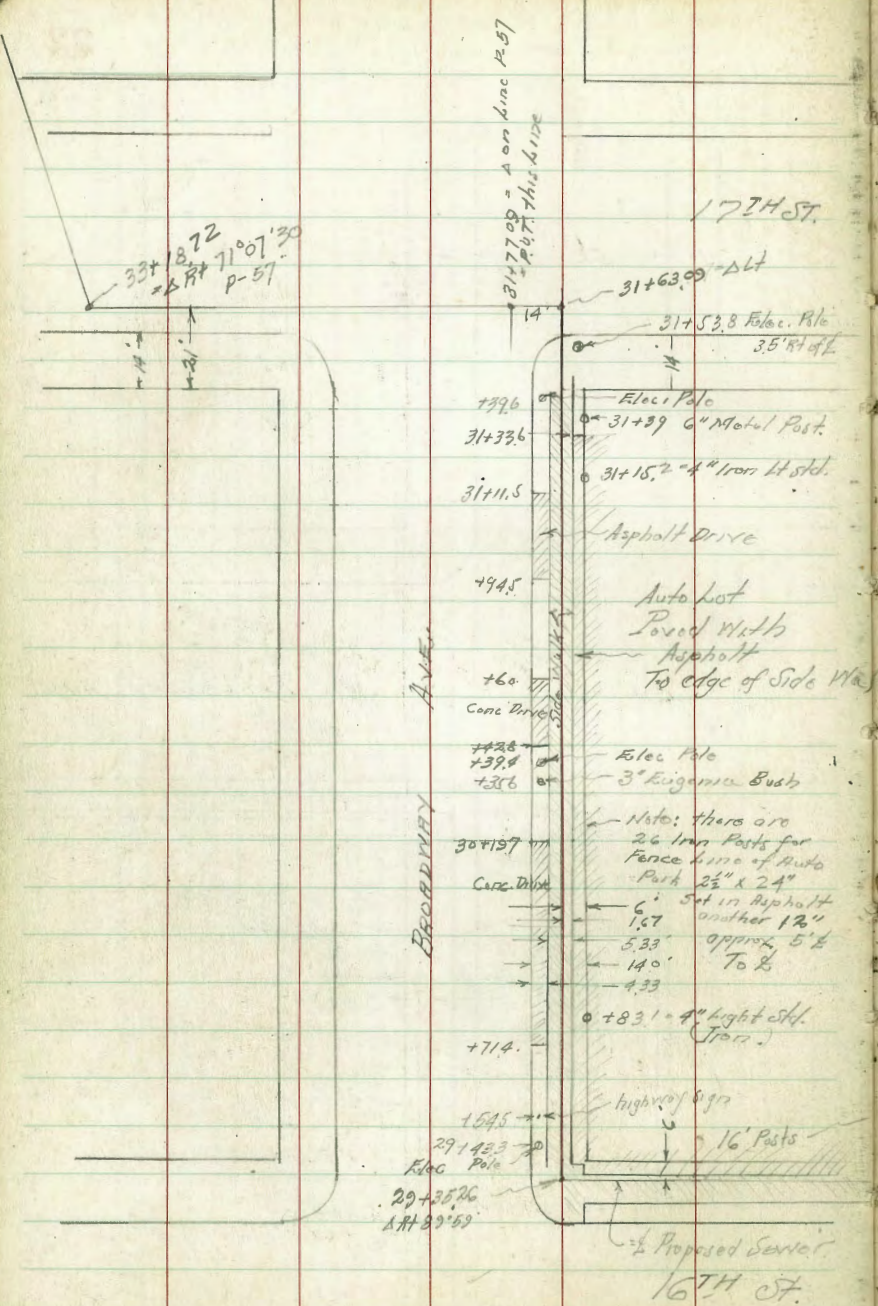 31+77.09 = Δ on Line P-57
= P.O.T. this Line
17TH ST.
33+18.72
= Δ Rt 71°07'30
P-57
14'
31+63.09 = Δ Lt
31+53.8 Elec. Pole
3.5' Rt of ℄
14'
21'
14'
+39.6
Elec. Pole
31+39 6" Metal Post.
31+33.6
31+15.2 = 4" Iron Lt Std.
31+11.5
Asphalt Drive
+94.5
Auto Lot
Paved With
Asphalt
To edge of Side Wa
Side Walk
+60
Conc Drive
+42.8
+39.4
Elec Pole
+35.6
3" Eugenia Bush
BROADWAY AVE.
Note: there are
26 Iron Posts for
Fence Line of Auto
Park 2½" x 24"
Set in Asphalt
another 12"
approx. 5' ℄
To ℄
30+19.7
Conc. Drive
6'
1.67
5.33'
14.0'
4.33
+83.1 = 4" Light Std.
(Iron.)
+71.4
highway sign
+54.5
6
16' Posts
29+43.3
Elec Pole
29+35.26
Δ Rt 89°59'
= ℄ Proposed Sewer.
16TH ST.